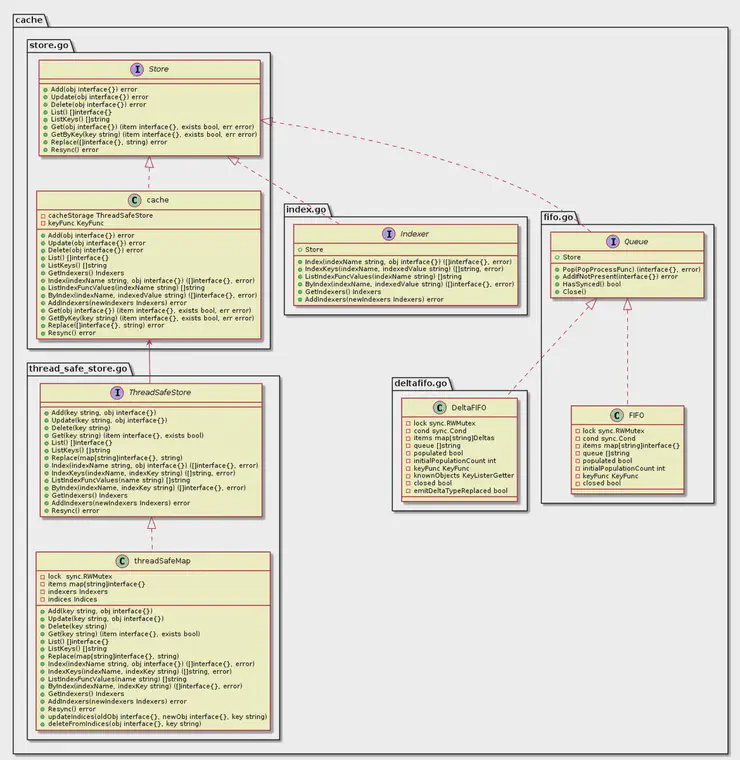 cache
store.go
I Store
Add(obj interface{}) error
Update(obj interface{}) error
Delete(obj interface{}) error
List() []interface{}
ListKeys() []string
Get(obj interface{}) (item interface{}, exists bool, err error)
GetByKey(key string) (item interface{}, exists bool, err error)
Replace([]interface{}, string) error
Resync() error
C cache
cacheStorage ThreadSafeStore
keyFunc KeyFunc
Add(obj interface{}) error
Update(obj interface{}) error
Delete(obj interface{}) error
List() []interface{}
ListKeys() []string
GetIndexers() Indexers
Index(indexName string, obj interface{}) ([]interface{}, error)
ListIndexFuncValues(indexName string) []string
ByIndex(indexName, indexedValue string) ([]interface{}, error)
AddIndexers(newIndexers Indexers) error
Get(obj interface{}) (item interface{}, exists bool, err error)
GetByKey(key string) (item interface{}, exists bool, err error)
Replace([]interface{}, string) error
Resync() error
index.go
I Indexer
Store
Index(indexName string, obj interface{}) ([]interface{}, error)
IndexKeys(indexName, indexedValue string) ([]string, error)
ListIndexFuncValues(indexName string) []string
ByIndex(indexName, indexedValue string) ([]interface{}, error)
GetIndexers() Indexers
AddIndexers(newIndexers Indexers) error
fifo.go
I Queue
Store
Pop(PopProcessFunc) (interface{}, error)
AddIfNotPresent(interface{}) error
HasSynced() bool
Close()
C FIFO
lock sync.RWMutex
cond sync.Cond
items map[string]interface{}
queue []string
populated bool
initialPopulationCount int
keyFunc KeyFunc
closed bool
deltafifo.go
C DeltaFIFO
lock sync.RWMutex
cond sync.Cond
items map[string]Deltas
queue []string
populated bool
initialPopulationCount int
keyFunc KeyFunc
knownObjects KeyListerGetter
closed bool
emitDeltaTypeReplaced bool
thread_safe_store.go
I ThreadSafeStore
Add(key string, obj interface{})
Update(key string, obj interface{})
Delete(key string)
Get(key string) (item interface{}, exists bool)
List() []interface{}
ListKeys() []string
Replace(map[string]interface{}, string)
Index(indexName string, obj interface{}) ([]interface{}, error)
IndexKeys(indexName, indexKey string) ([]string, error)
ListIndexFuncValues(name string) []string
ByIndex(indexName, indexKey string) ([]interface{}, error)
GetIndexers() Indexers
AddIndexers(newIndexers Indexers) error
Resync() error
C threadSafeMap
lock sync.RWMutex
items map[string]interface{}
indexers Indexers
indices Indices
Add(key string, obj interface{})
Update(key string, obj interface{})
Delete(key string)
Get(key string) (item interface{}, exists bool)
List() []interface{}
ListKeys() []string
Replace(map[string]interface{}, string)
Index(indexName string, obj interface{}) ([]interface{}, error)
IndexKeys(indexName, indexKey string) ([]string, error)
ListIndexFuncValues(name string) []string
ByIndex(indexName, indexKey string) ([]interface{}, error)
GetIndexers() Indexers
AddIndexers(newIndexers Indexers) error
Resync() error
updateIndices(oldObj interface{}, newObj interface{}, key string)
deleteFromIndices(obj interface{}, key string)